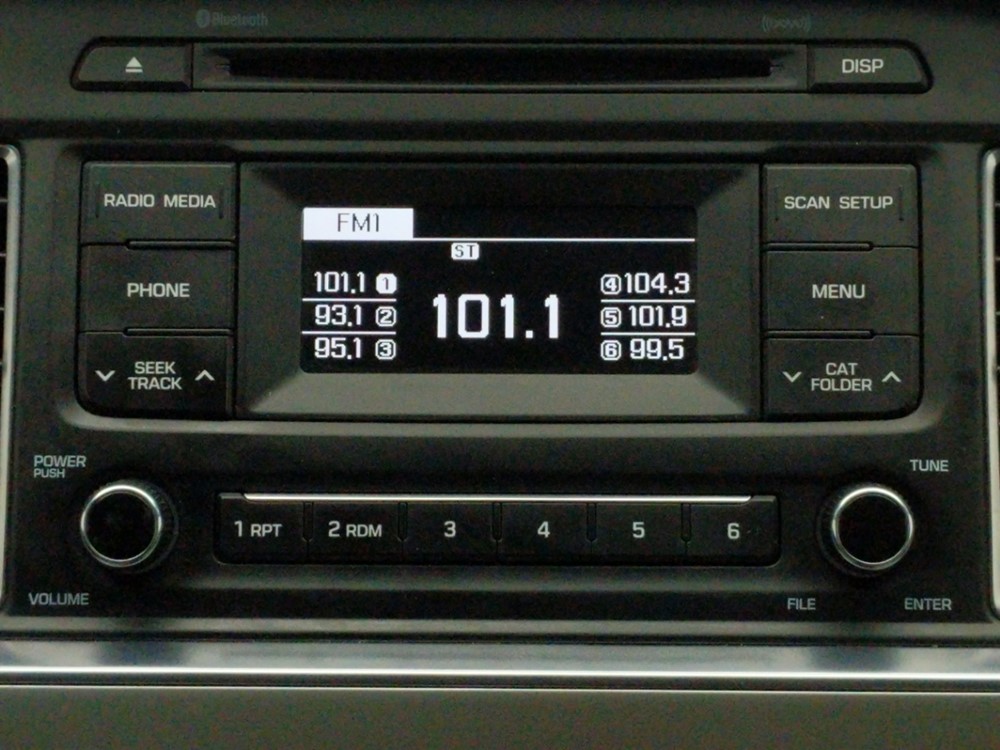 Bluetooth
DISP
RADIO MEDIA
SCAN SETUP
FM1
ST
PHONE
MENU
101.1 1
93.1 2
95.1 3
101.1
4 104.3
5 101.9
6 99.5
SEEK
TRACK
CAT
FOLDER
POWER
PUSH
TUNE
1 RPT
2 RDM
3
4
5
6
VOLUME
FILE
ENTER